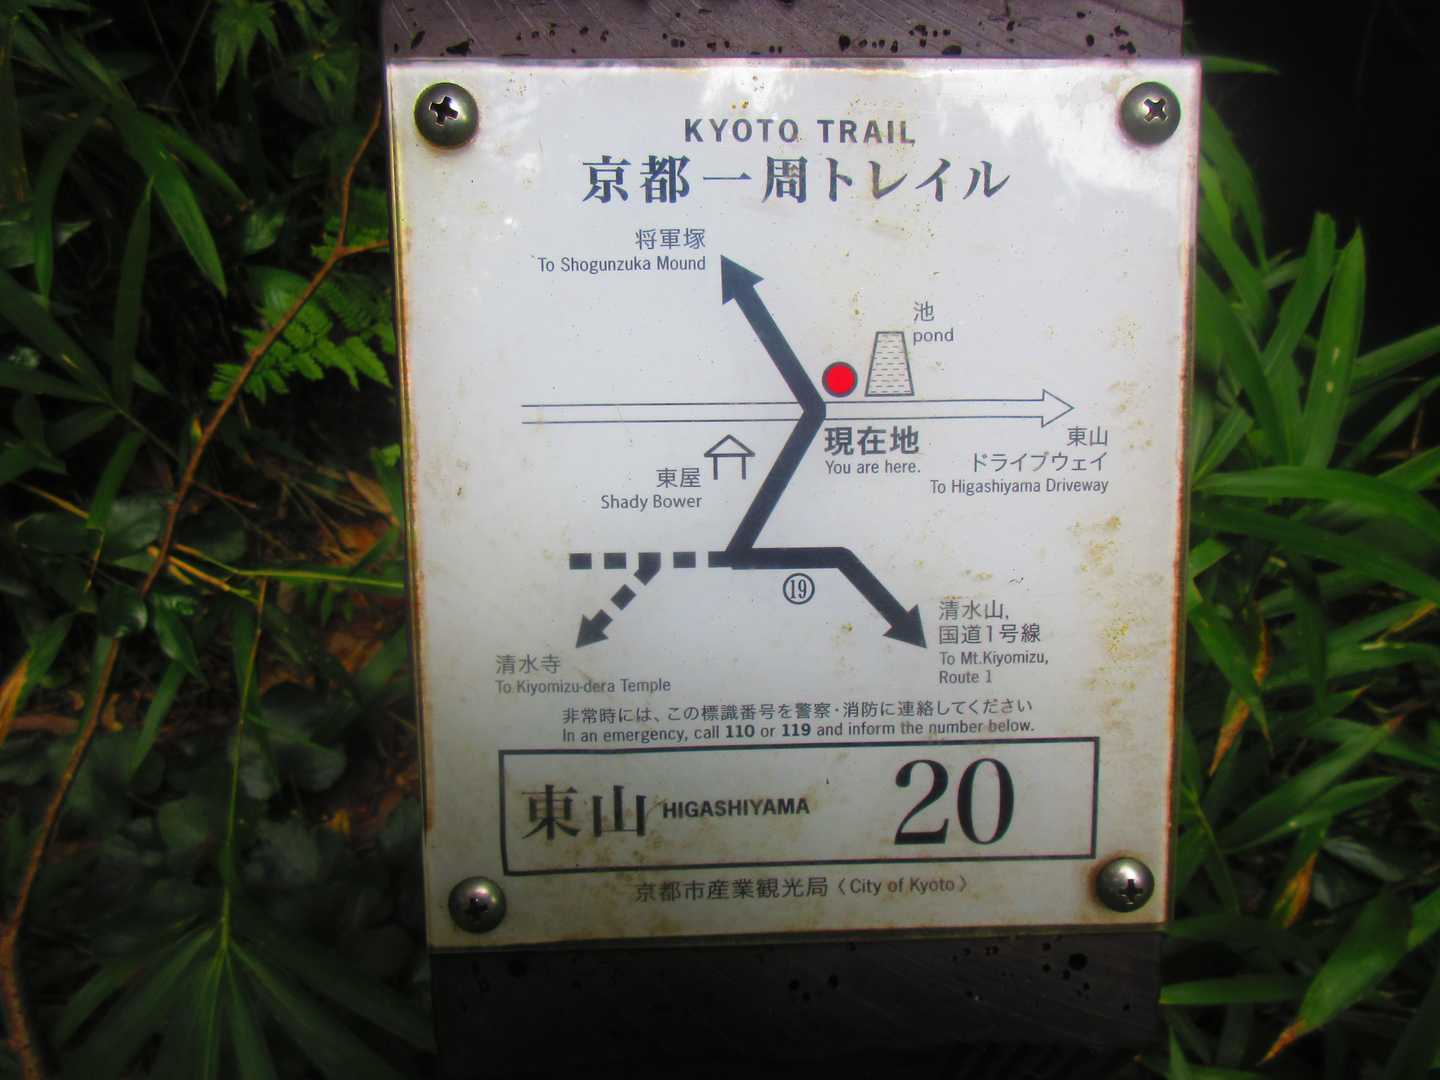 KYOTO TRAIL
京都一周トレイル
将軍塚
To Shogunzuka Mound
池
pond
現在地
You are here.
東山
ドライブウェイ
To Higashiyama Driveway
東屋
Shady Bower
⑲
清水山,
国道1号線
To Mt.Kiyomizu,
Route 1
清水寺
To Kiyomizu-dera Temple
非常時には、この標識番号を警察・消防に連絡してください
In an emergency, call 110 or 119 and inform the number below.
東山 HIGASHIYAMA 20
京都市産業観光局〈City of Kyoto〉